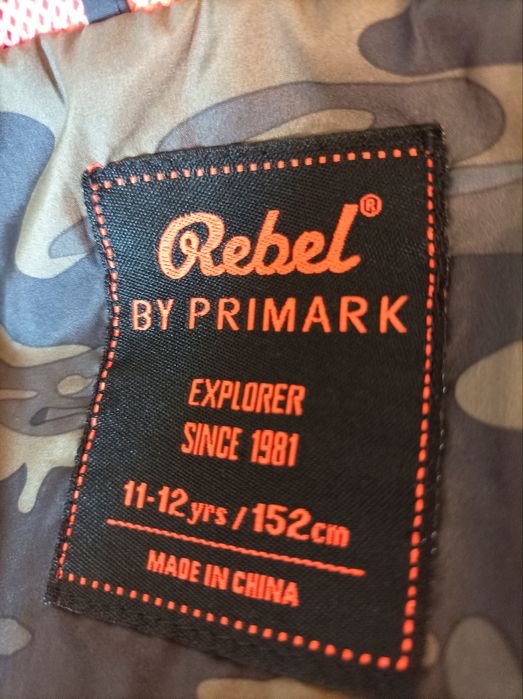 Rebel®
BY PRIMARK
EXPLORER
SINCE 1981
11-12yrs/152cm
MADE IN CHINA